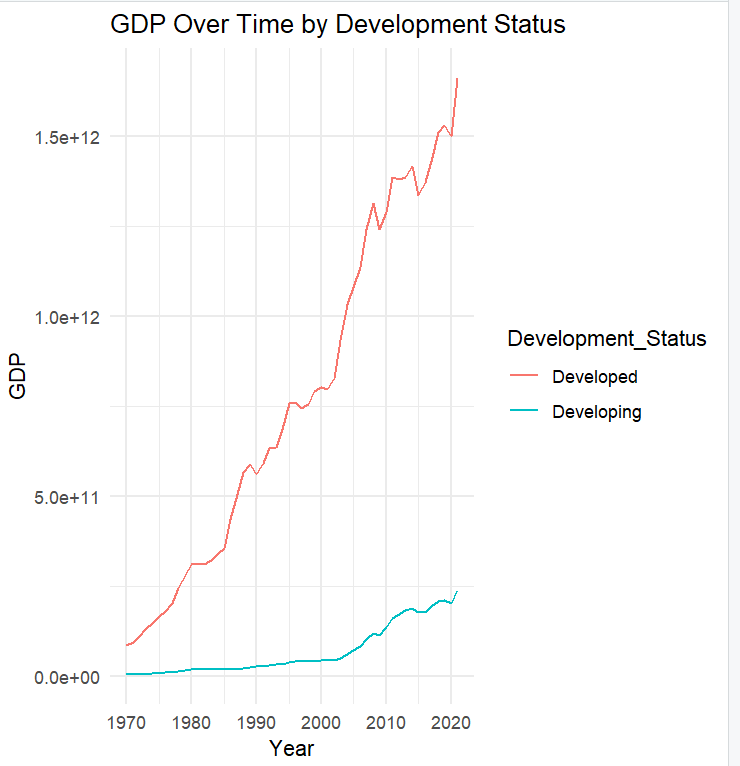 GDP Over Time by Development Status
1.5e+12
1.0e+12
5.0e+11
0.0e+00
GDP
1970 1980 1990 2000 2010 2020
Year
Development_Status
Developed
Developing